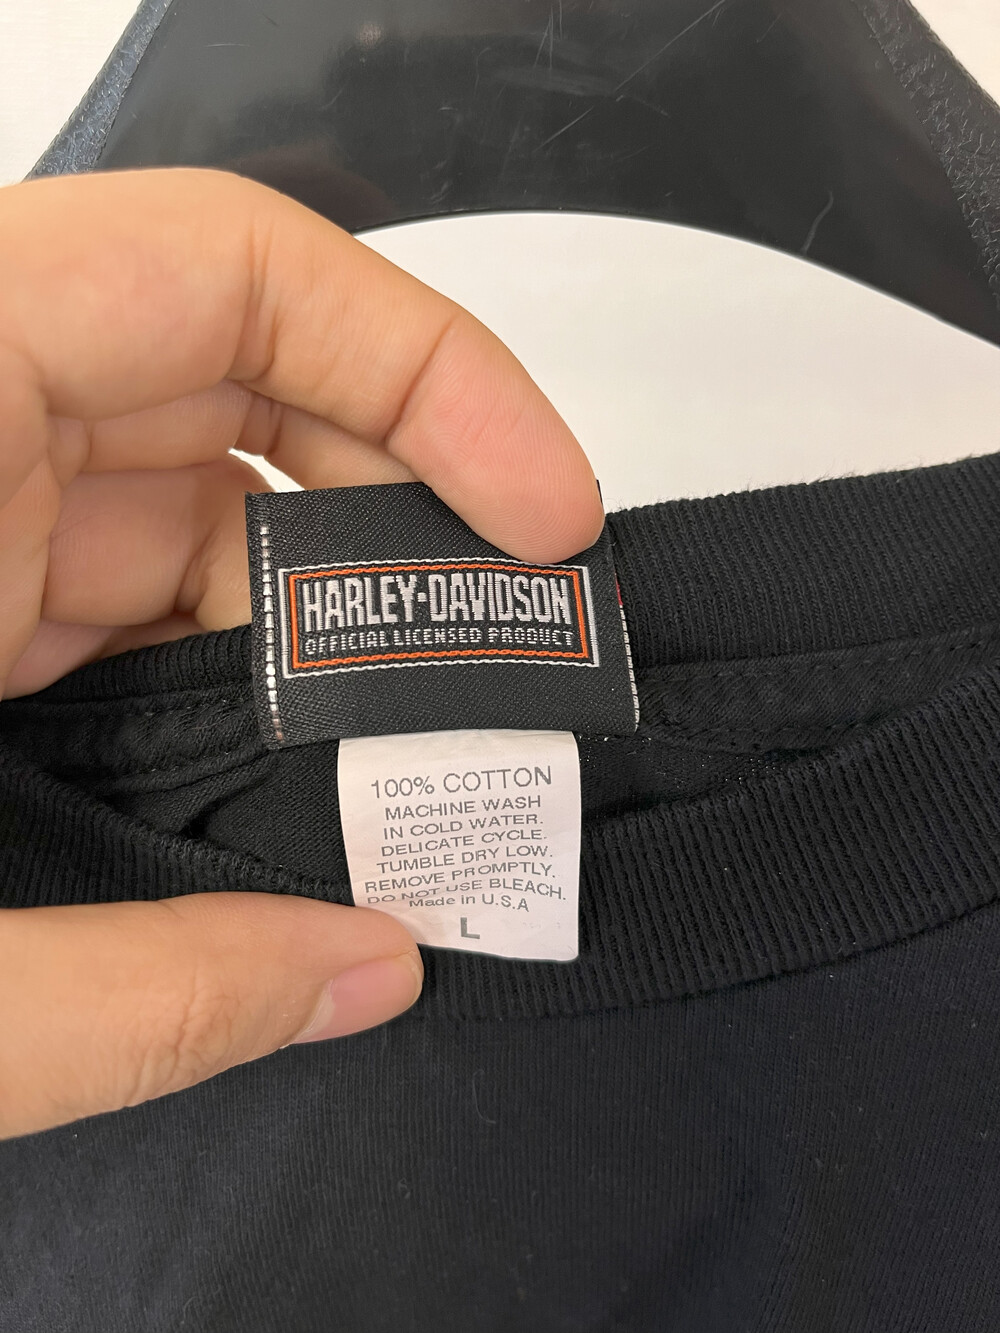 HARLEY-DAVIDSON
OFFICIAL LICENSED PRODUCT
100% COTTON
MACHINE WASH
IN COLD WATER.
DELICATE CYCLE.
TUMBLE DRY LOW.
REMOVE PROMPTLY.
DO NOT USE BLEACH.
Made in U.S.A
L